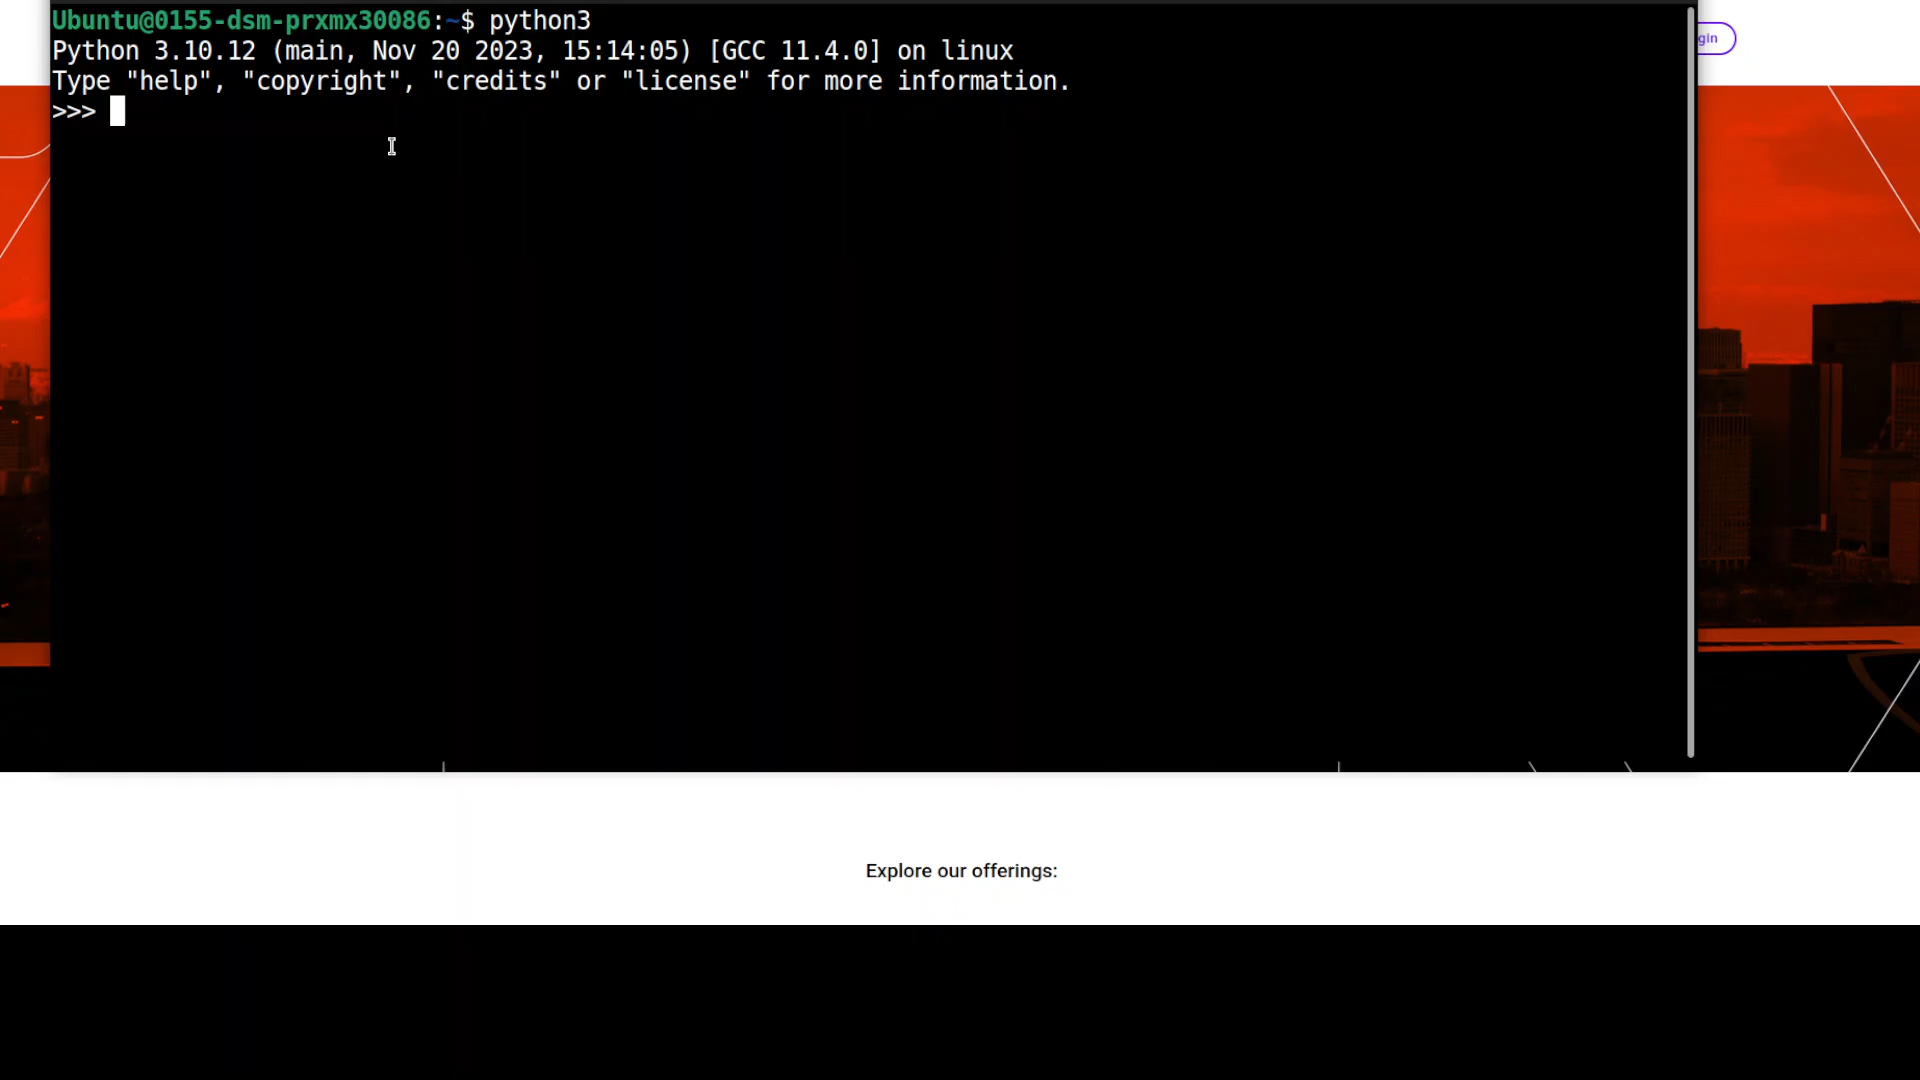 Ubuntu@0155-dsm-prxmx30086:~$ python3
Python 3.10.12 (main, Nov 20 2023, 15:14:05) [GCC 11.4.0] on linux
Type "help", "copyright", "credits" or "license" for more information.
>>>
gin
Explore our offerings: